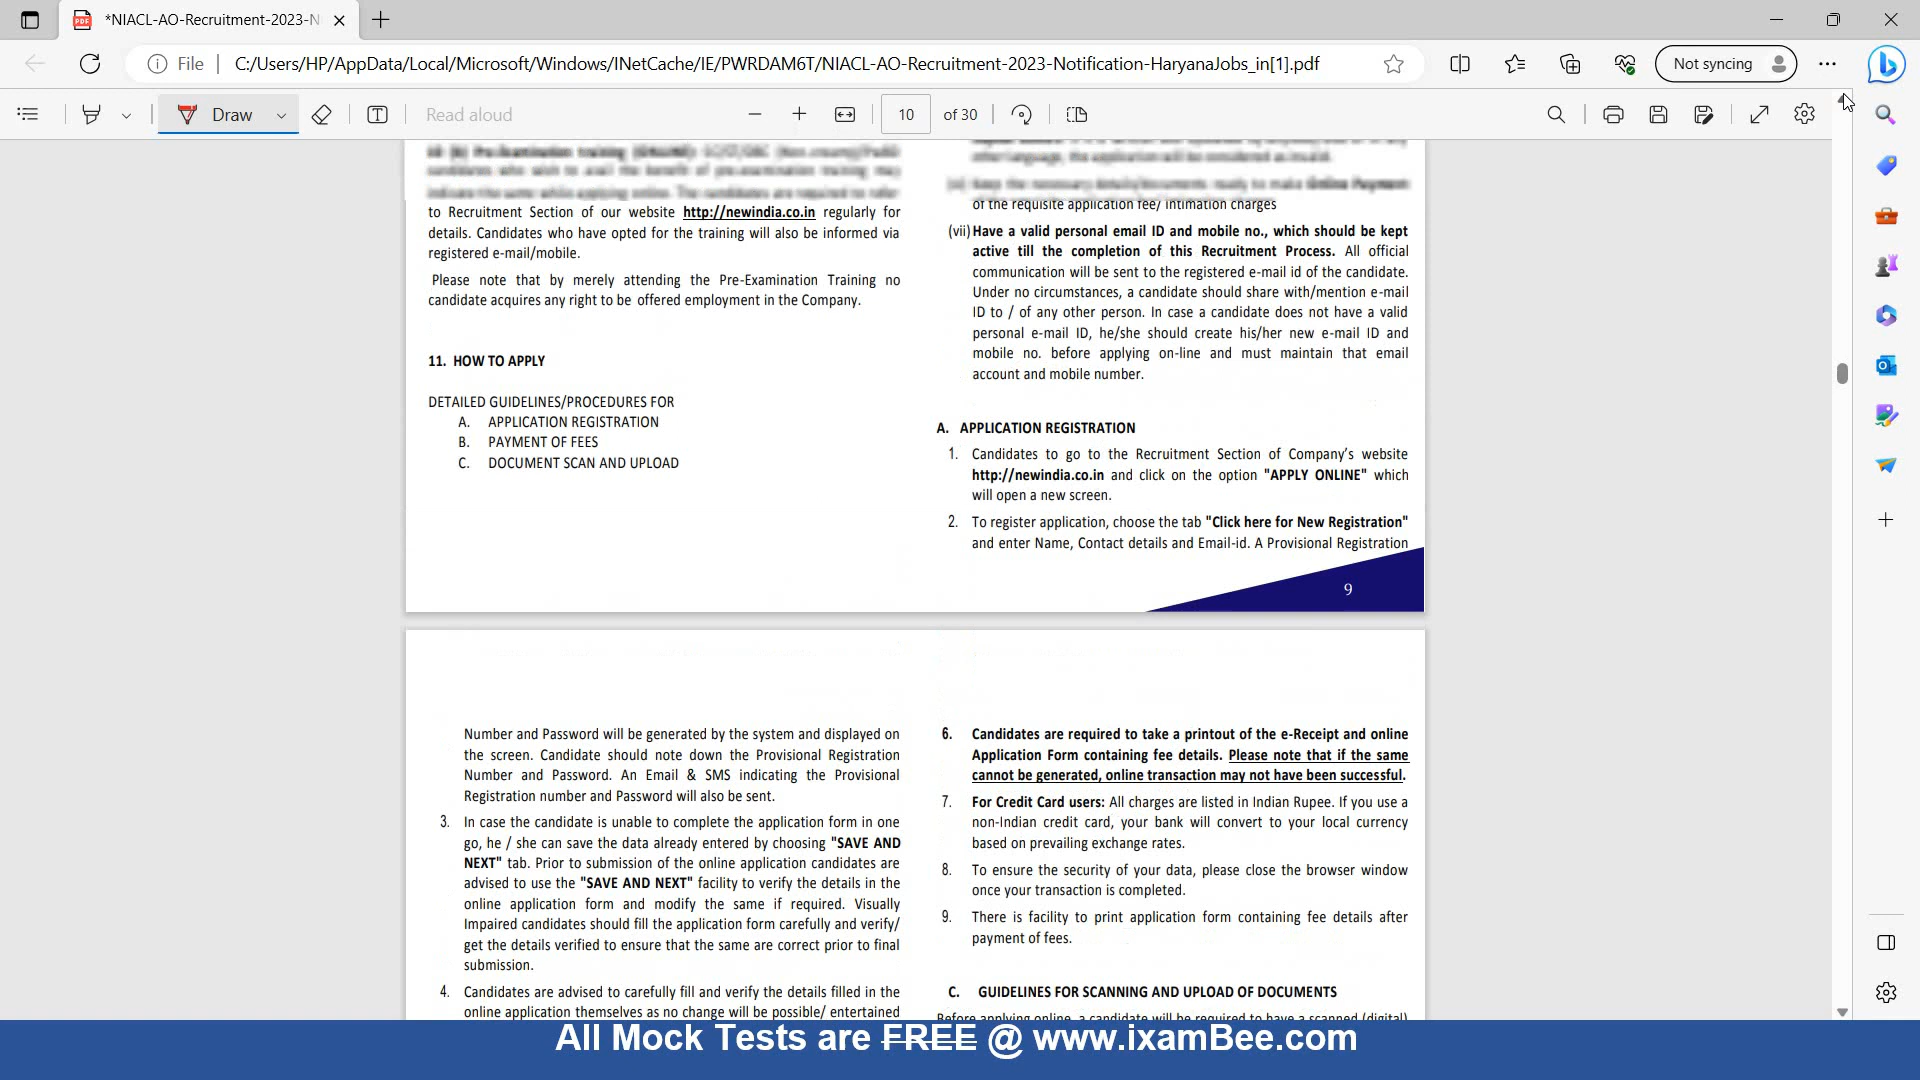 *NIACL-AO-Recruitment-2023-N
File
C:/Users/HP/AppData/Local/Microsoft/Windows/INetCache/IE/PWRDAM6T/NIACL-AO-Recruitment-2023-Notification-HaryanaJobs_in[1].pdf
Not syncing
Draw
Read aloud
10
of 30
to Recruitment Section of our website http://newindia.co.in regularly for
details. Candidates who have opted for the training will also be informed via
registered e-mail/mobile.
Please note that by merely attending the Pre-Examination Training no
candidate acquires any right to be offered employment in the Company.
11. HOW TO APPLY
DETAILED GUIDELINES/PROCEDURES FOR
A. APPLICATION REGISTRATION
B. PAYMENT OF FEES
C. DOCUMENT SCAN AND UPLOAD
of the requisite application fee/ intimation charges
(vii) Have a valid personal email ID and mobile no., which should be kept
active till the completion of this Recruitment Process. All official
communication will be sent to the registered e-mail id of the candidate.
Under no circumstances, a candidate should share with/mention e-mail
ID to / of any other person. In case a candidate does not have a valid
personal e-mail ID, he/she should create his/her new e-mail ID and
mobile no. before applying on-line and must maintain that email
account and mobile number.
A. APPLICATION REGISTRATION
1. Candidates to go to the Recruitment Section of Company's website
http://newindia.co.in and click on the option "APPLY ONLINE" which
will open a new screen.
2. To register application, choose the tab "Click here for New Registration"
and enter Name, Contact details and Email-id. A Provisional Registration
9
Number and Password will be generated by the system and displayed on
the screen. Candidate should note down the Provisional Registration
Number and Password. An Email & SMS indicating the Provisional
Registration number and Password will also be sent.
3. In case the candidate is unable to complete the application form in one
go, he / she can save the data already entered by choosing "SAVE AND
NEXT" tab. Prior to submission of the online application candidates are
advised to use the "SAVE AND NEXT" facility to verify the details in the
online application form and modify the same if required. Visually
Impaired candidates should fill the application form carefully and verify/
get the details verified to ensure that the same are correct prior to final
submission.
4. Candidates are advised to carefully fill and verify the details filled in the
online application themselves as no change will be possible/ entertained
6. Candidates are required to take a printout of the e-Receipt and online
Application Form containing fee details. Please note that if the same
cannot be generated, online transaction may not have been successful.
7. For Credit Card users: All charges are listed in Indian Rupee. If you use a
non-Indian credit card, your bank will convert to your local currency
based on prevailing exchange rates.
8. To ensure the security of your data, please close the browser window
once your transaction is completed.
9. There is facility to print application form containing fee details after
payment of fees.
C. GUIDELINES FOR SCANNING AND UPLOAD OF DOCUMENTS
Before applying online, a candidate will be required to have a scanned (digital)
All Mock Tests are FREE @ www.ixamBee.com